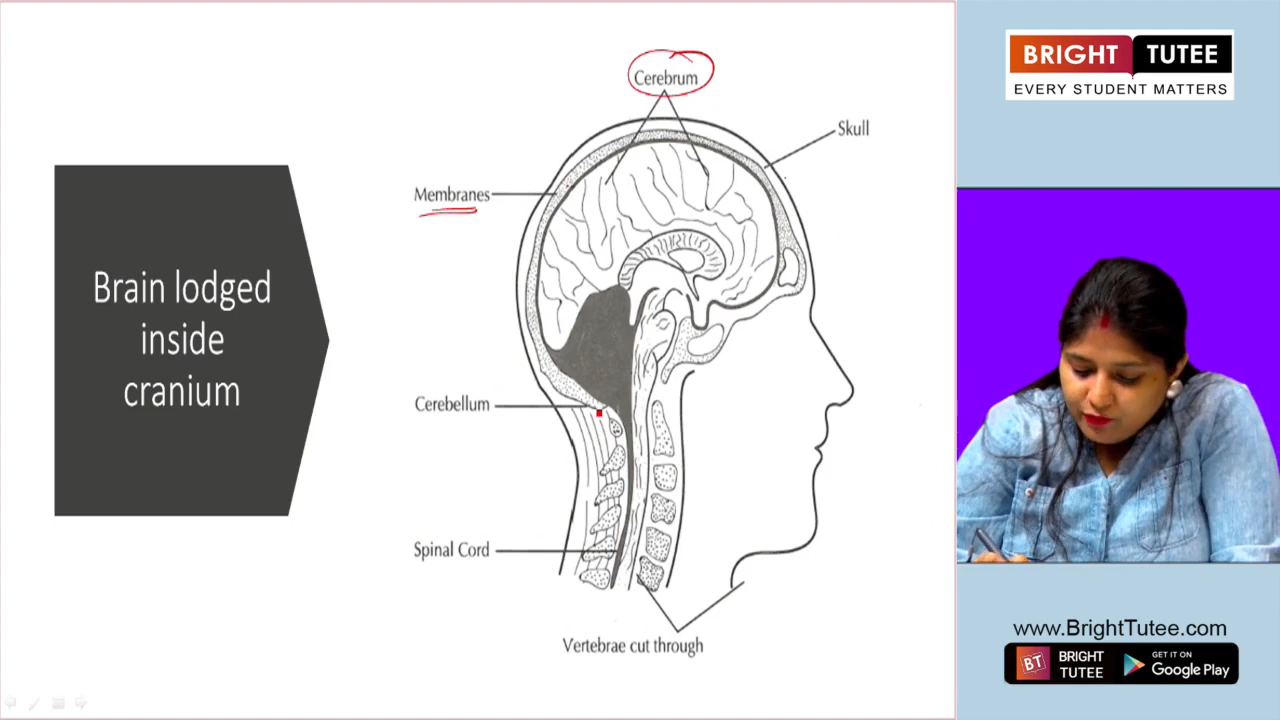 Brain lodged
inside
cranium
Cerebrum
Skull
Membranes
Cerebellum
Spinal Cord
Vertebrae cut through
BRIGHT TUTEE
EVERY STUDENT MATTERS
www.BrightTutee.com
BT
BRIGHT
TUTEE
GET IT ON
Google Play